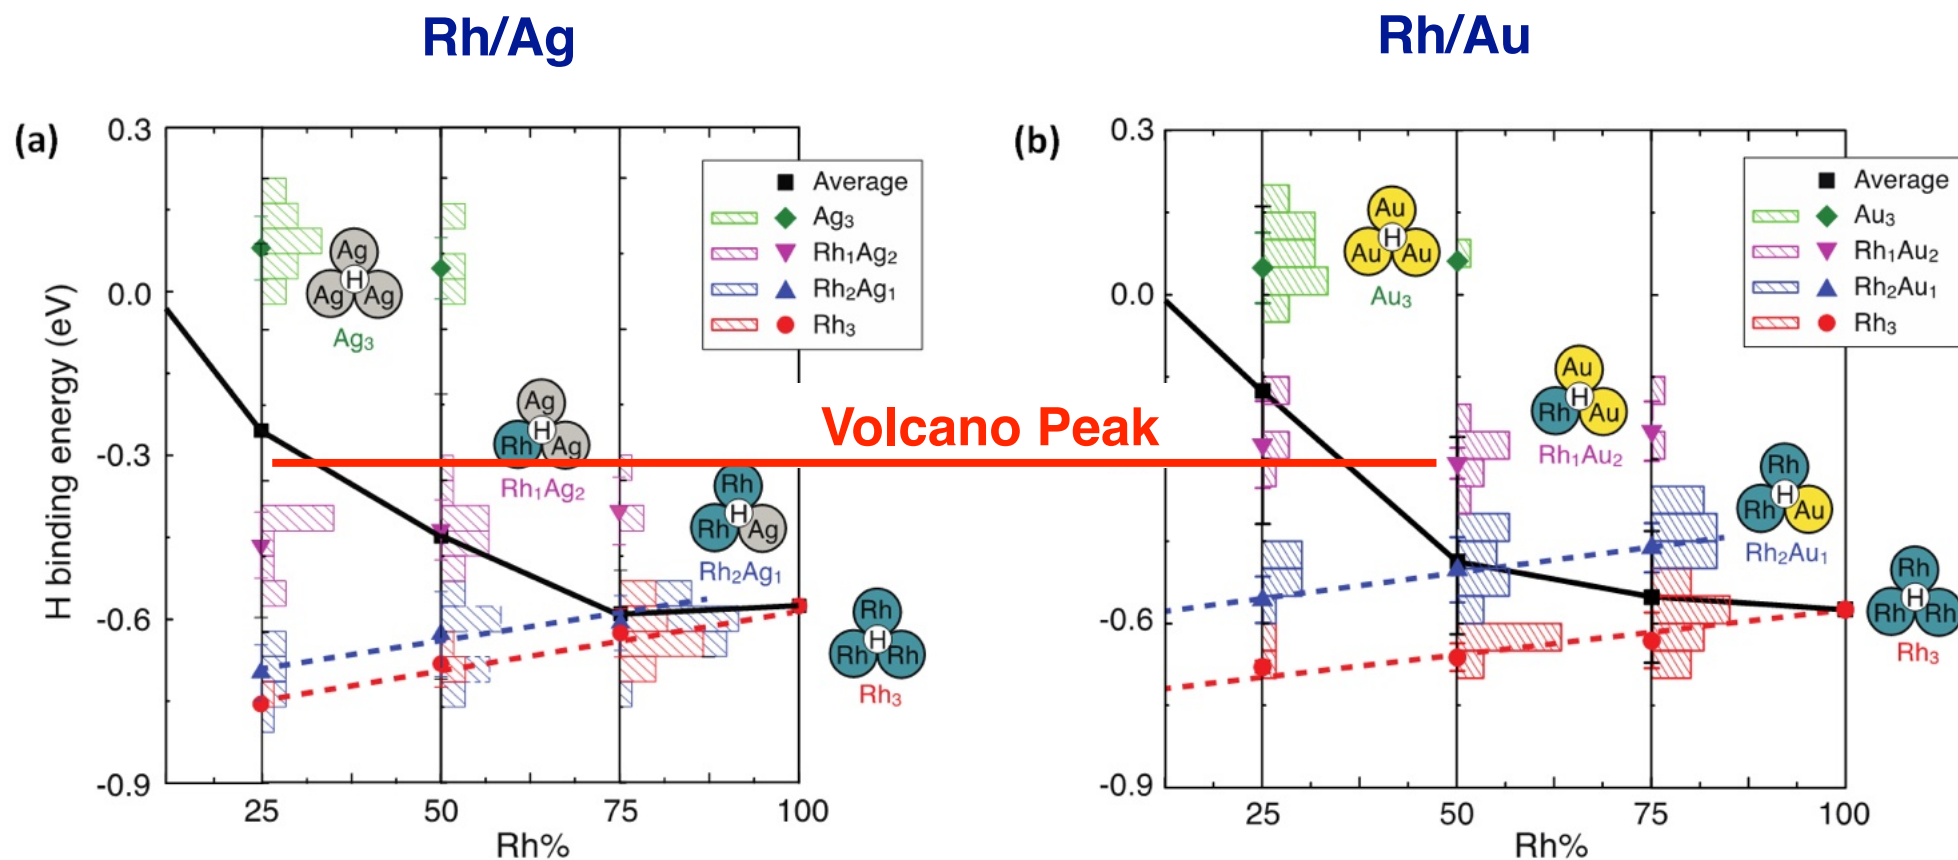 Rh/Ag
Rh/Au
(a)
0.3
0.0
-0.3
-0.6
-0.9
H binding energy (eV)
25
50
75
100
Rh%
Average
Ag₃
Rh₁Ag₂
Rh₂Ag₁
Rh₃
Ag
Ag
H
Ag
Ag₃
Ag
Rh
H
Ag
Rh₁Ag₂
Rh
Rh
H
Ag
Rh₂Ag₁
Rh
Rh
H
Rh
Rh₃
Volcano Peak
(b)
0.3
0.0
-0.6
-0.9
25
50
75
100
Rh%
Average
Au₃
Rh₁Au₂
Rh₂Au₁
Rh₃
Au
Au
H
Au
Au₃
Au
Rh
H
Au
Rh₁Au₂
Rh
Rh
H
Au
Rh₂Au₁
Rh
Rh
H
Rh
Rh₃